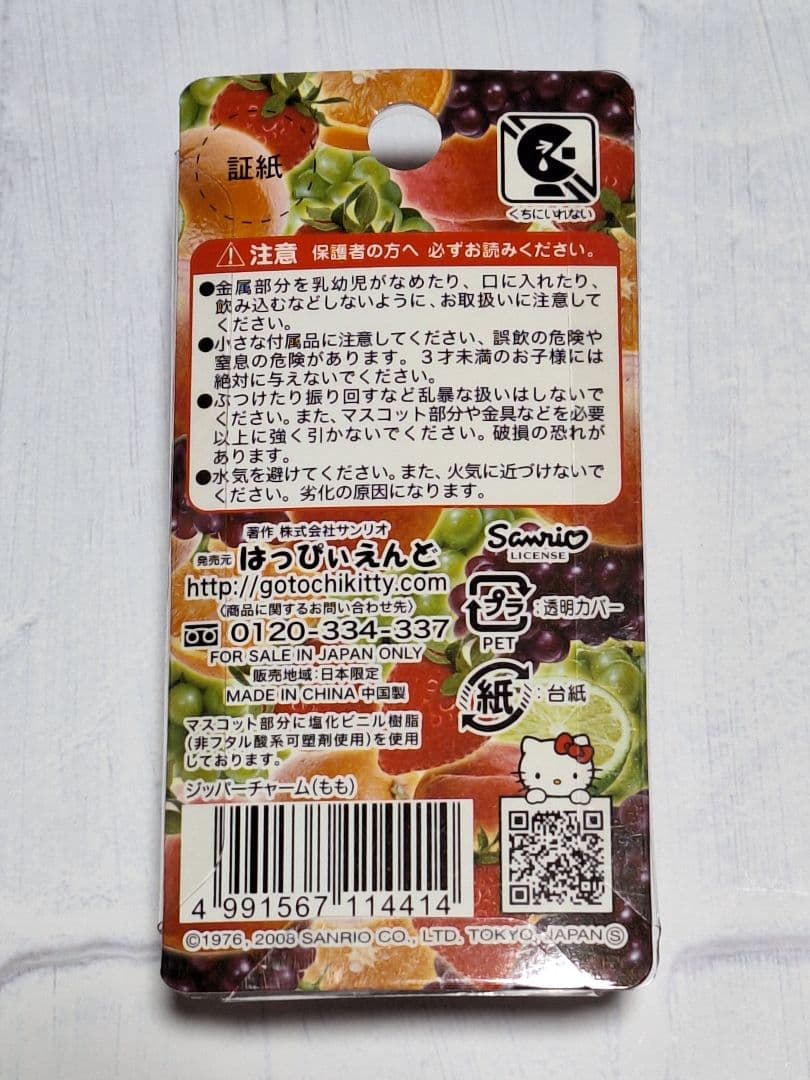 証紙
くちにいれない
注意 保護者の方へ 必ずお読みください。
●金属部分を乳幼児がなめたり、口に入れたり、
飲み込むなどしないように、お取扱いに注意して
ください。
●小さな付属品に注意してください、誤飲の危険や
窒息の危険があります。3才未満のお子様には
絶対に与えないでください。
●ぶつけたり振り回すなど乱暴な扱いはしないで
ください。また、マスコット部分や金具などを必要
以上に強く引かないでください。破損の恐れが
あります。
●水気を避けてください。また、火気に近づけないで
ください。劣化の原因になります。
著作 株式会社サンリオ
発売元 はっぴぃえんど
http://gotochikitty.com
〈商品に関するお問い合わせ先〉
0120-334-337
FOR SALE IN JAPAN ONLY
販売地域:日本限定
MADE IN CHINA 中国製
Sanrio
LICENSE
プラ :透明カバー
PET
紙 :台紙
マスコット部分に塩化ビニル樹脂
(非フタル酸系可塑剤使用)を使用
しております。
ジッパーチャーム(もも)
4 991567 114414
©1976, 2008 SANRIO CO., LTD. TOKYO, JAPAN Ⓢ